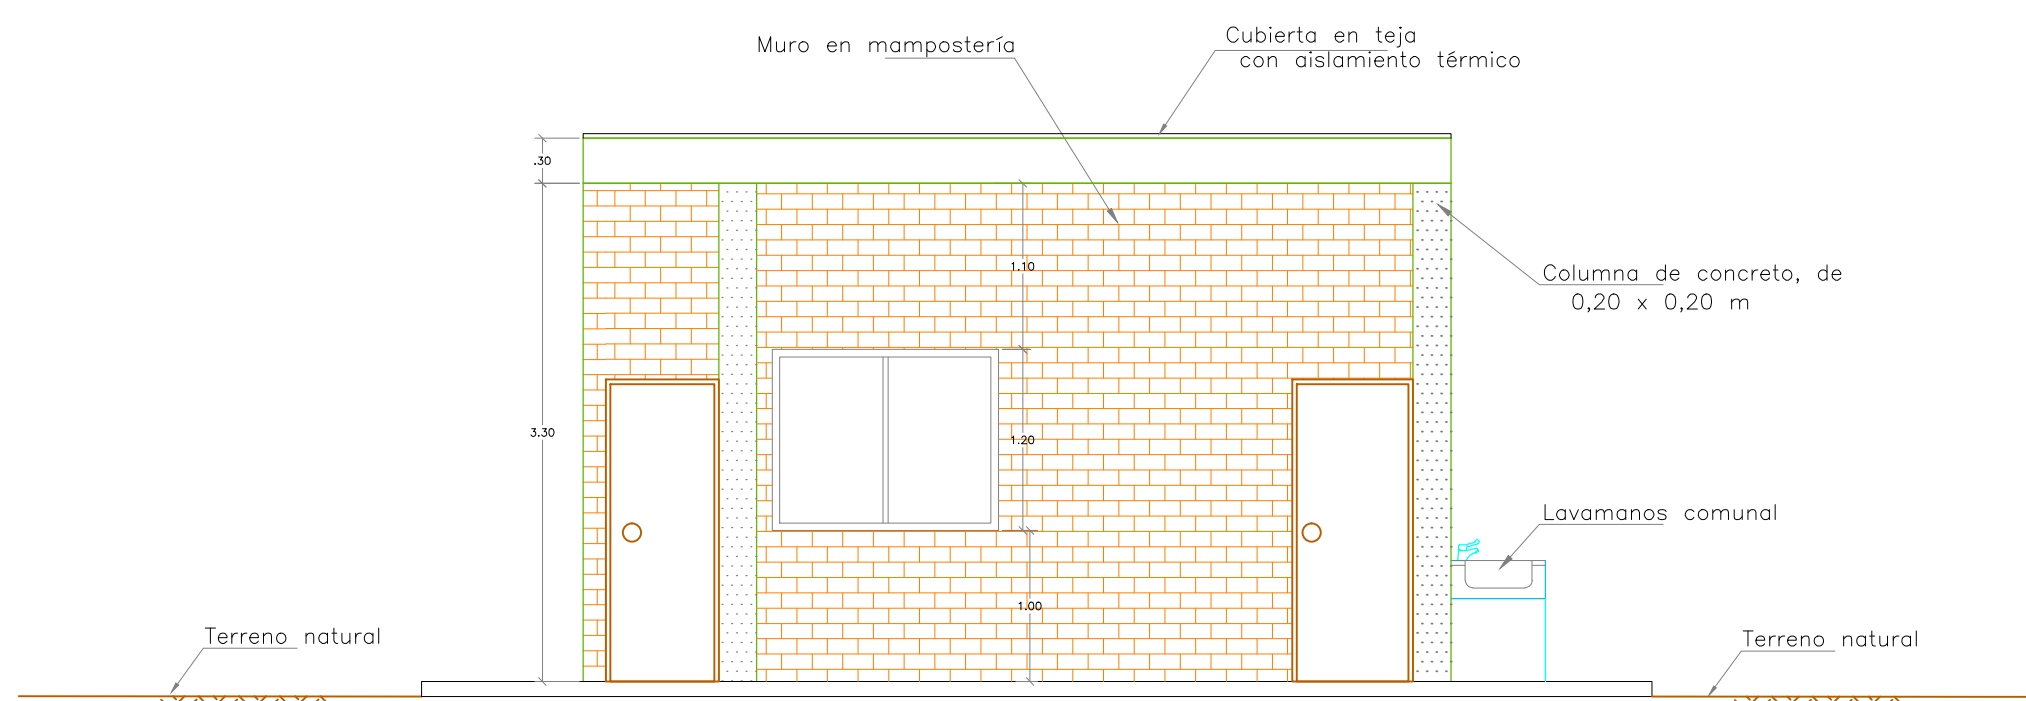 Cubierta en teja
con aislamiento térmico
Muro en mampostería
.30
1.10
Columna de concreto, de
0,20 x 0,20 m
3.30
1.20
Lavamanos comunal
1.00
Terreno natural
Terreno natural